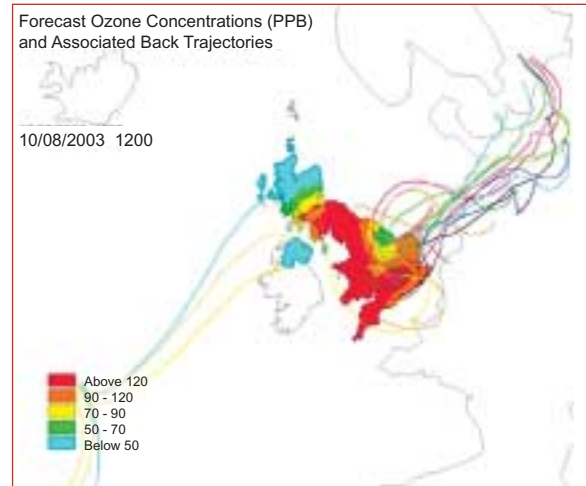 Forecast Ozone Concentrations (PPB)
and Associated Back Trajectories
10/08/2003 1200
Above 120
90 - 120
70 - 90
50 - 70
Below 50